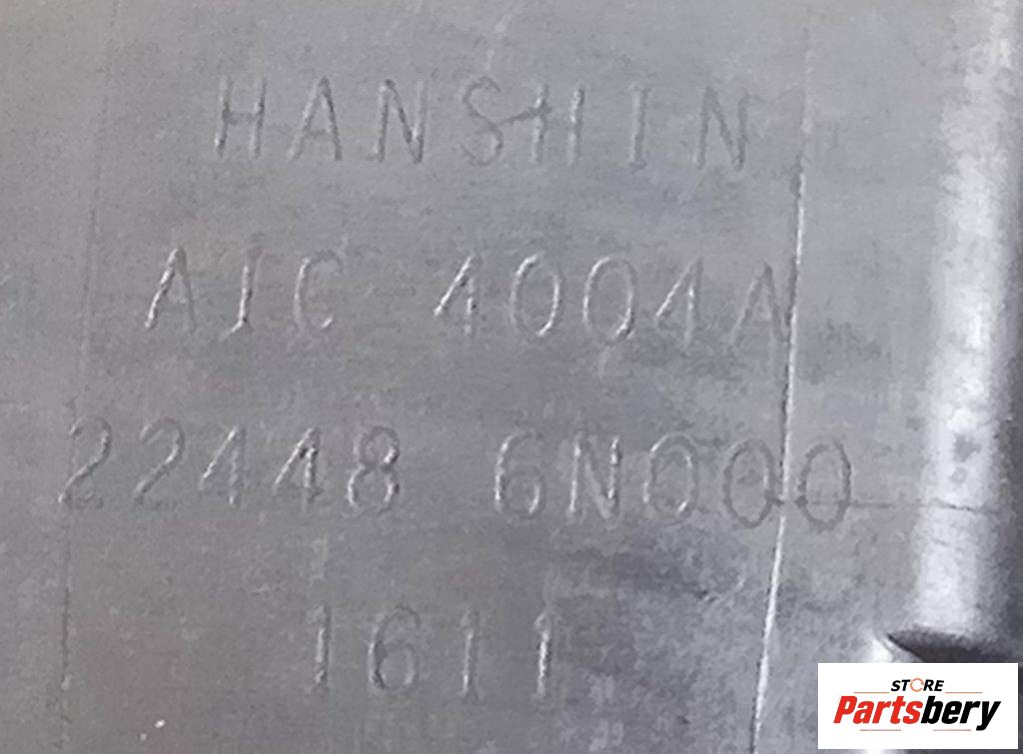 HANSHIN
AIC 4004A
22448 6N000
1611
STORE
Partsbery